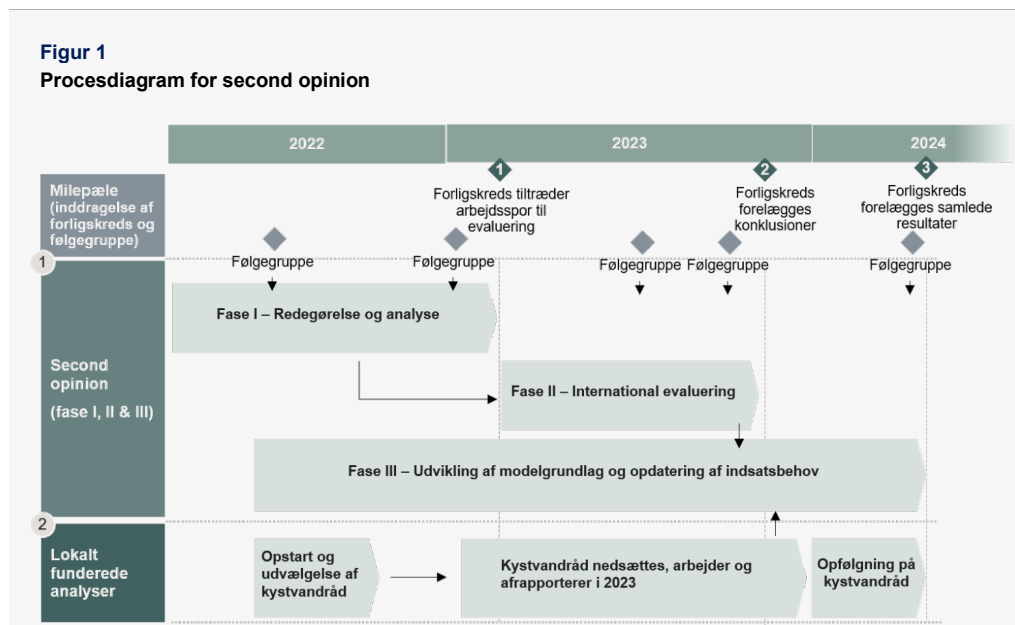 Figur 1
Procesdiagram for second opinion
2022
2023
2024
1
2
3
Milepæle
(inddragelse af
forligskreds og
følgegruppe)
Forligskreds tiltræder
arbejdsspor til
evaluering
Forligskreds
forelægges
konklusioner
Forligskreds
forelægges samlede
resultater
Følgegruppe
Følgegruppe
Følgegruppe
Følgegruppe
Følgegruppe
1
Second
opinion
(fase I, II & III)
Fase I – Redegørelse og analyse
Fase II – International evaluering
Fase III – Udvikling af modelgrundlag og opdatering af indsatsbehov
2
Lokalt
funderede
analyser
Opstart og
udvælgelse af
kystvandråd
Kystvandråd nedsættes, arbejder og
afrapporterer i 2023
Opfølgning på
kystvandråd